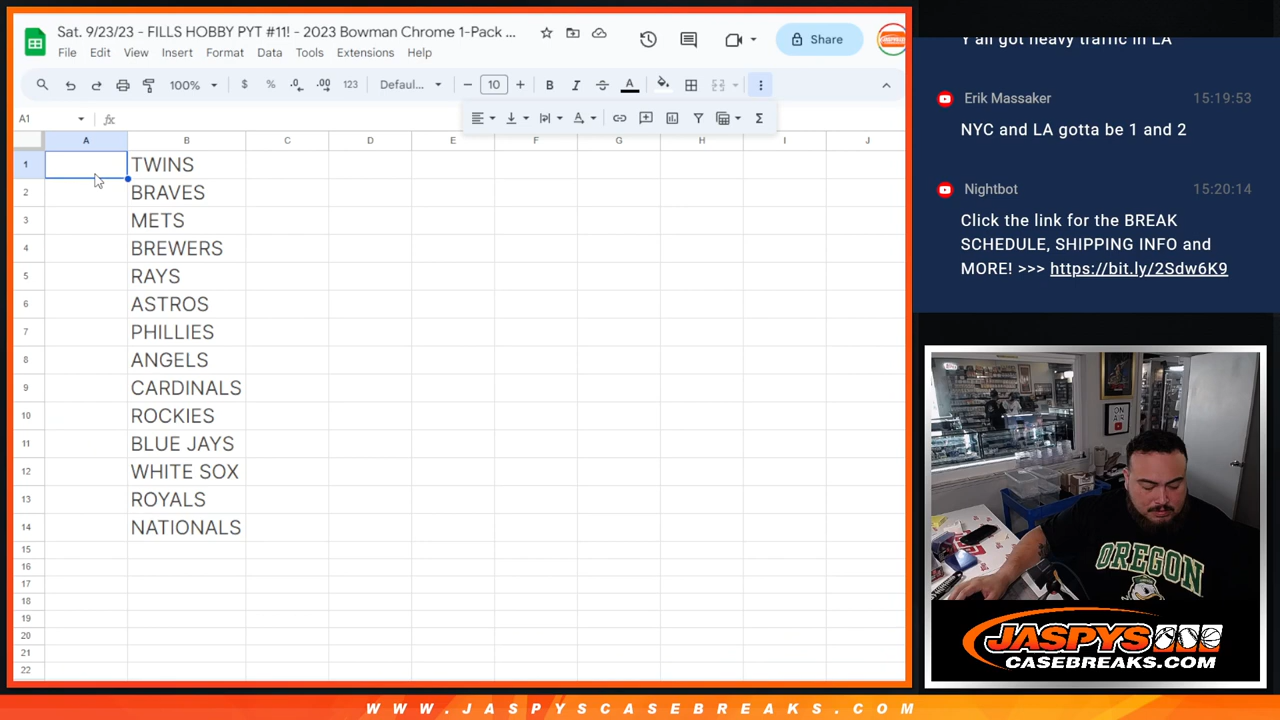 Sat. 9/23/23 - FILLS HOBBY PYT #11! - 2023 Bowman Chrome 1-Pack ...
File Edit View Insert Format Data Tools Extensions Help
Share
100% $ % .0 .00 123 Defaul... 10 B I S A
A1 fx
A B C D E F G H I J
1 TWINS
2 BRAVES
3 METS
4 BREWERS
5 RAYS
6 ASTROS
7 PHILLIES
8 ANGELS
9 CARDINALS
10 ROCKIES
11 BLUE JAYS
12 WHITE SOX
13 ROYALS
14 NATIONALS
15
16
17
18
19
20
21
22
Y'all got heavy traffic in LA
Erik Massaker 15:19:53
NYC and LA gotta be 1 and 2
Nightbot 15:20:14
Click the link for the BREAK
SCHEDULE, SHIPPING INFO and
MORE! >>> https://bit.ly/2Sdw6K9
ON
AIR
OREGON
JASPYS
CASEBREAKS.COM
WWW.JASPYSCASEBREAKS.COM